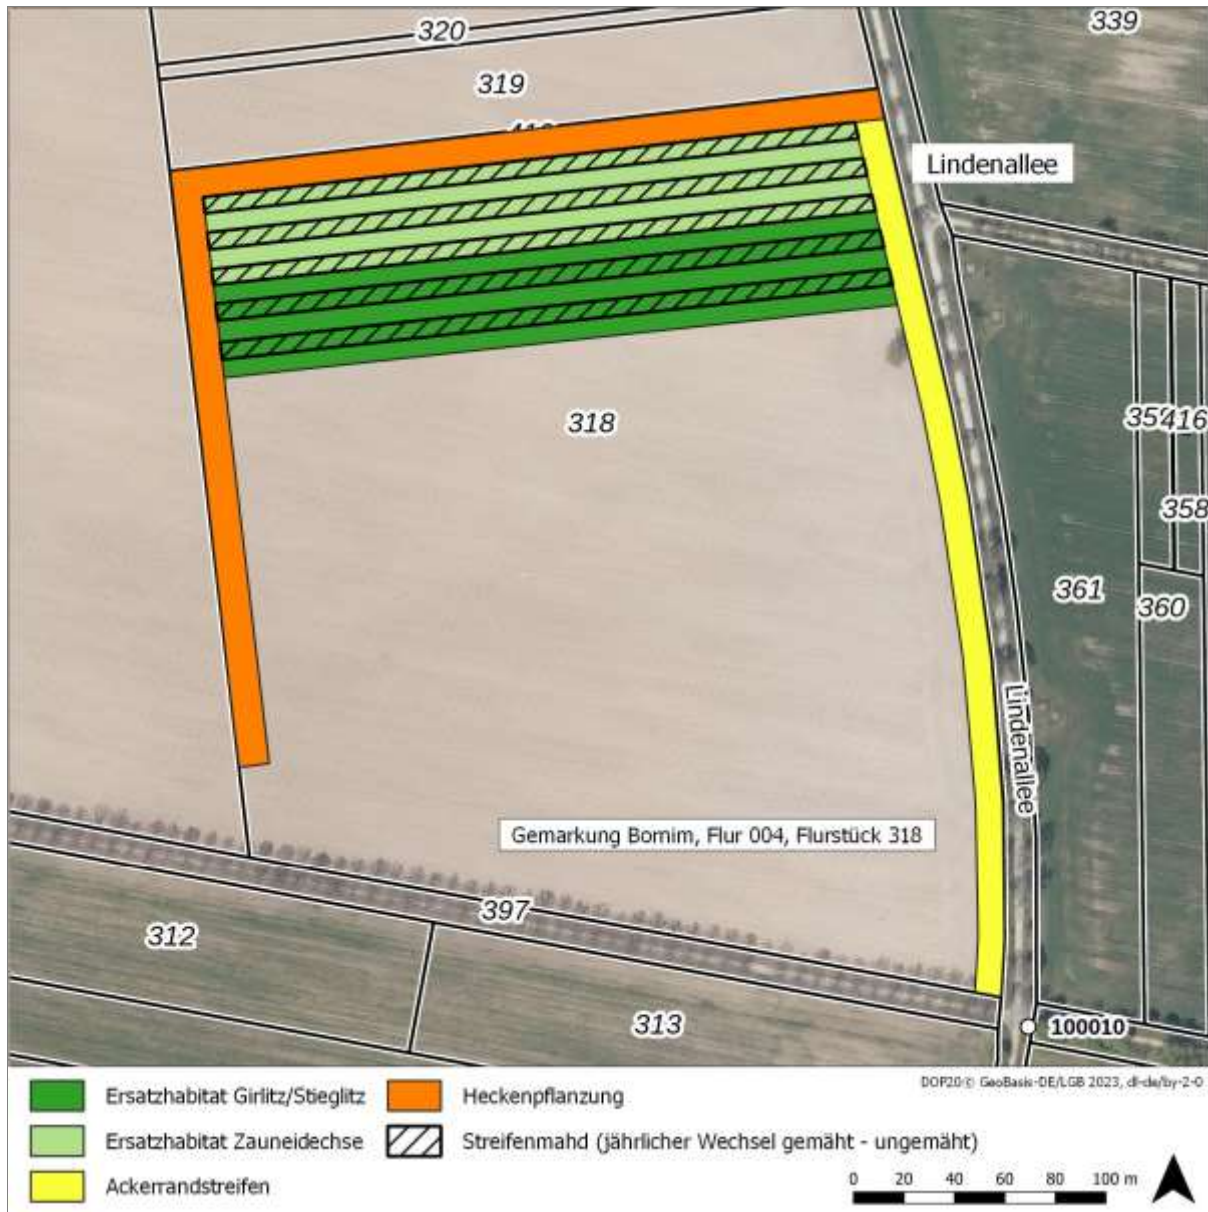 320
339
319
Lindenallee
318
416
358
361
360
Lindenallee
Gemarkung Bornim, Flur 004, Flurstück 318
397
312
313
100010
DOP20© GeoBasis-DE/LGB 2023, dl-de/by-2-0
Ersatzhabitat Girlitz/Stieglitz
Heckenpflanzung
Ersatzhabitat Zauneidechse
Streifenmahd (jährlicher Wechsel gemäht - ungemäht)
Ackerrandstreifen
0 20 40 60 80 100 m